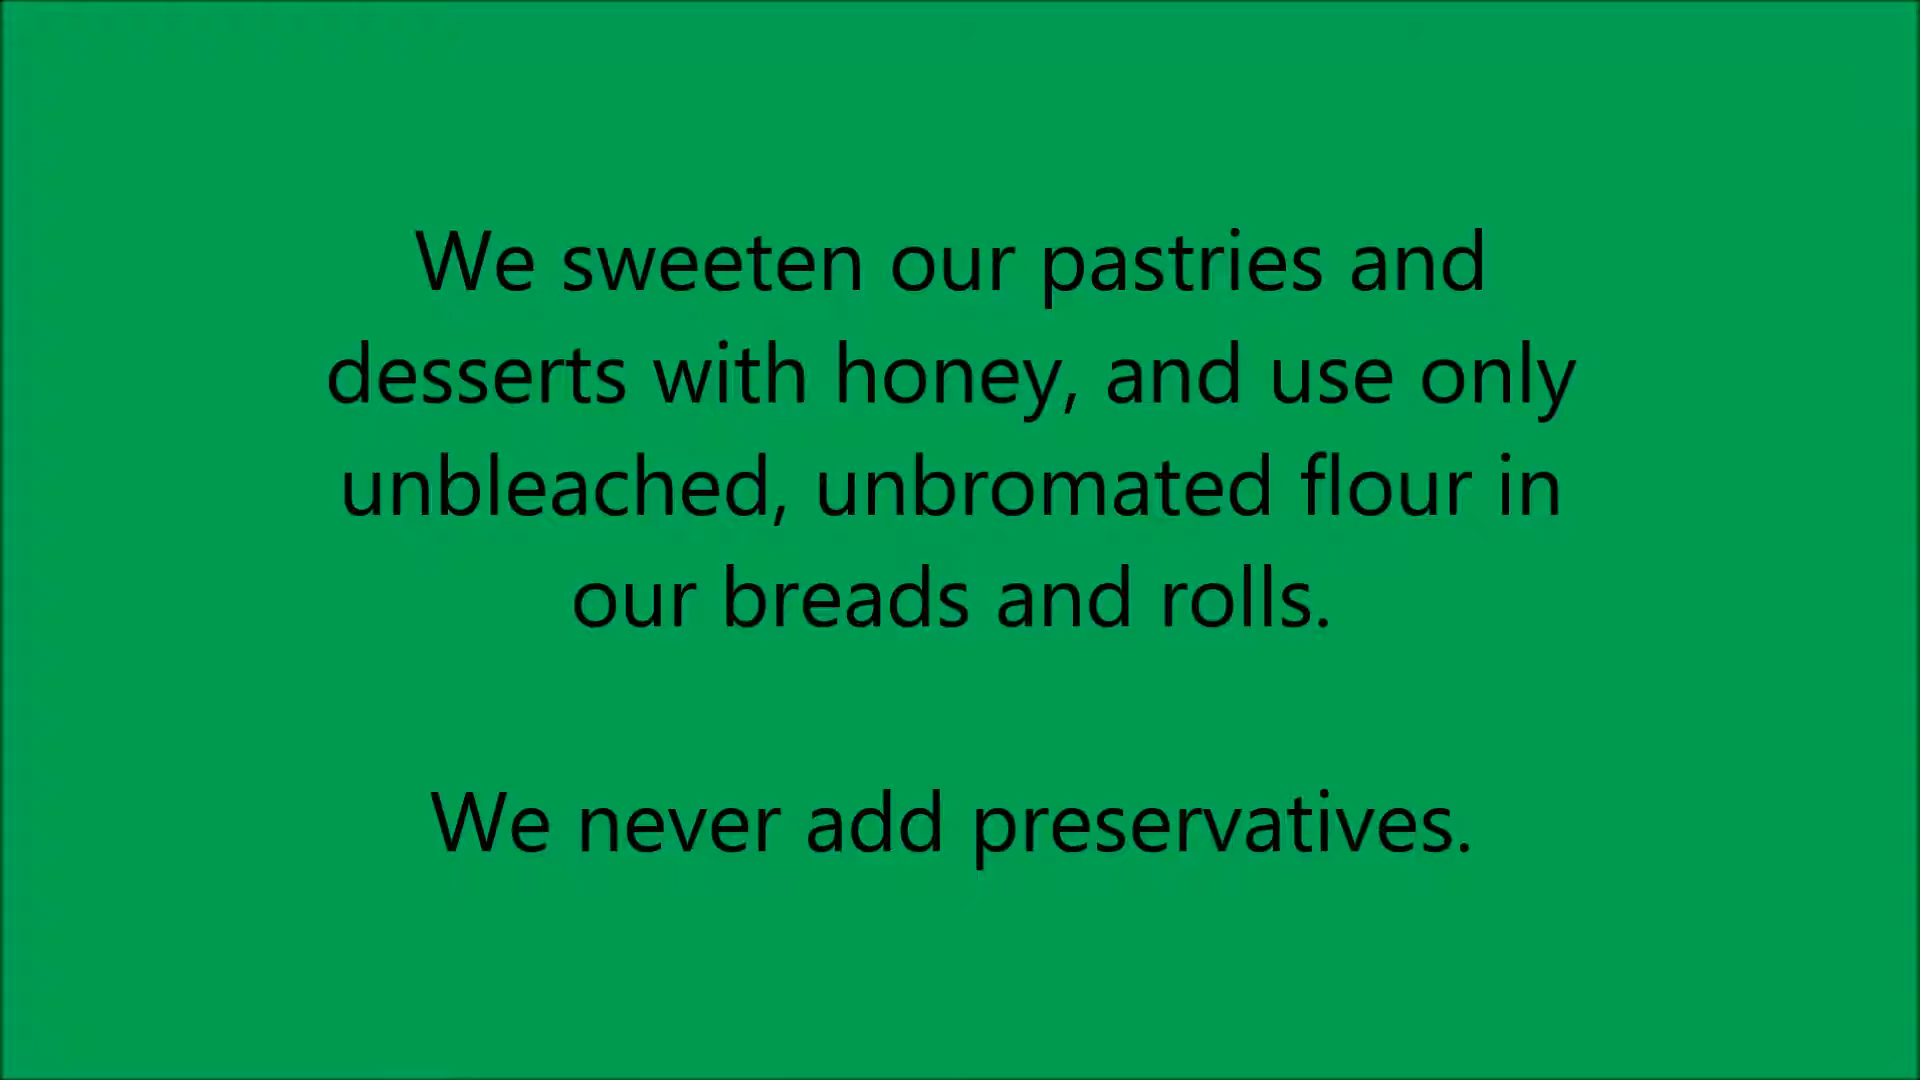 We sweeten our pastries and
desserts with honey, and use only
unbleached, unbromated flour in
our breads and rolls.
We never add preservatives.